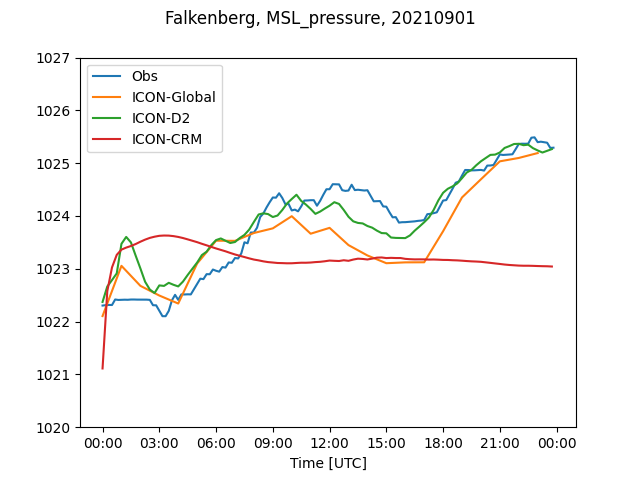 Falkenberg, MSL_pressure, 20210901
1027
1026
1025
1024
1023
1022
1021
1020
Obs
ICON-Global
ICON-D2
ICON-CRM
00:00 03:00 06:00 09:00 12:00 15:00 18:00 21:00 00:00
Time [UTC]